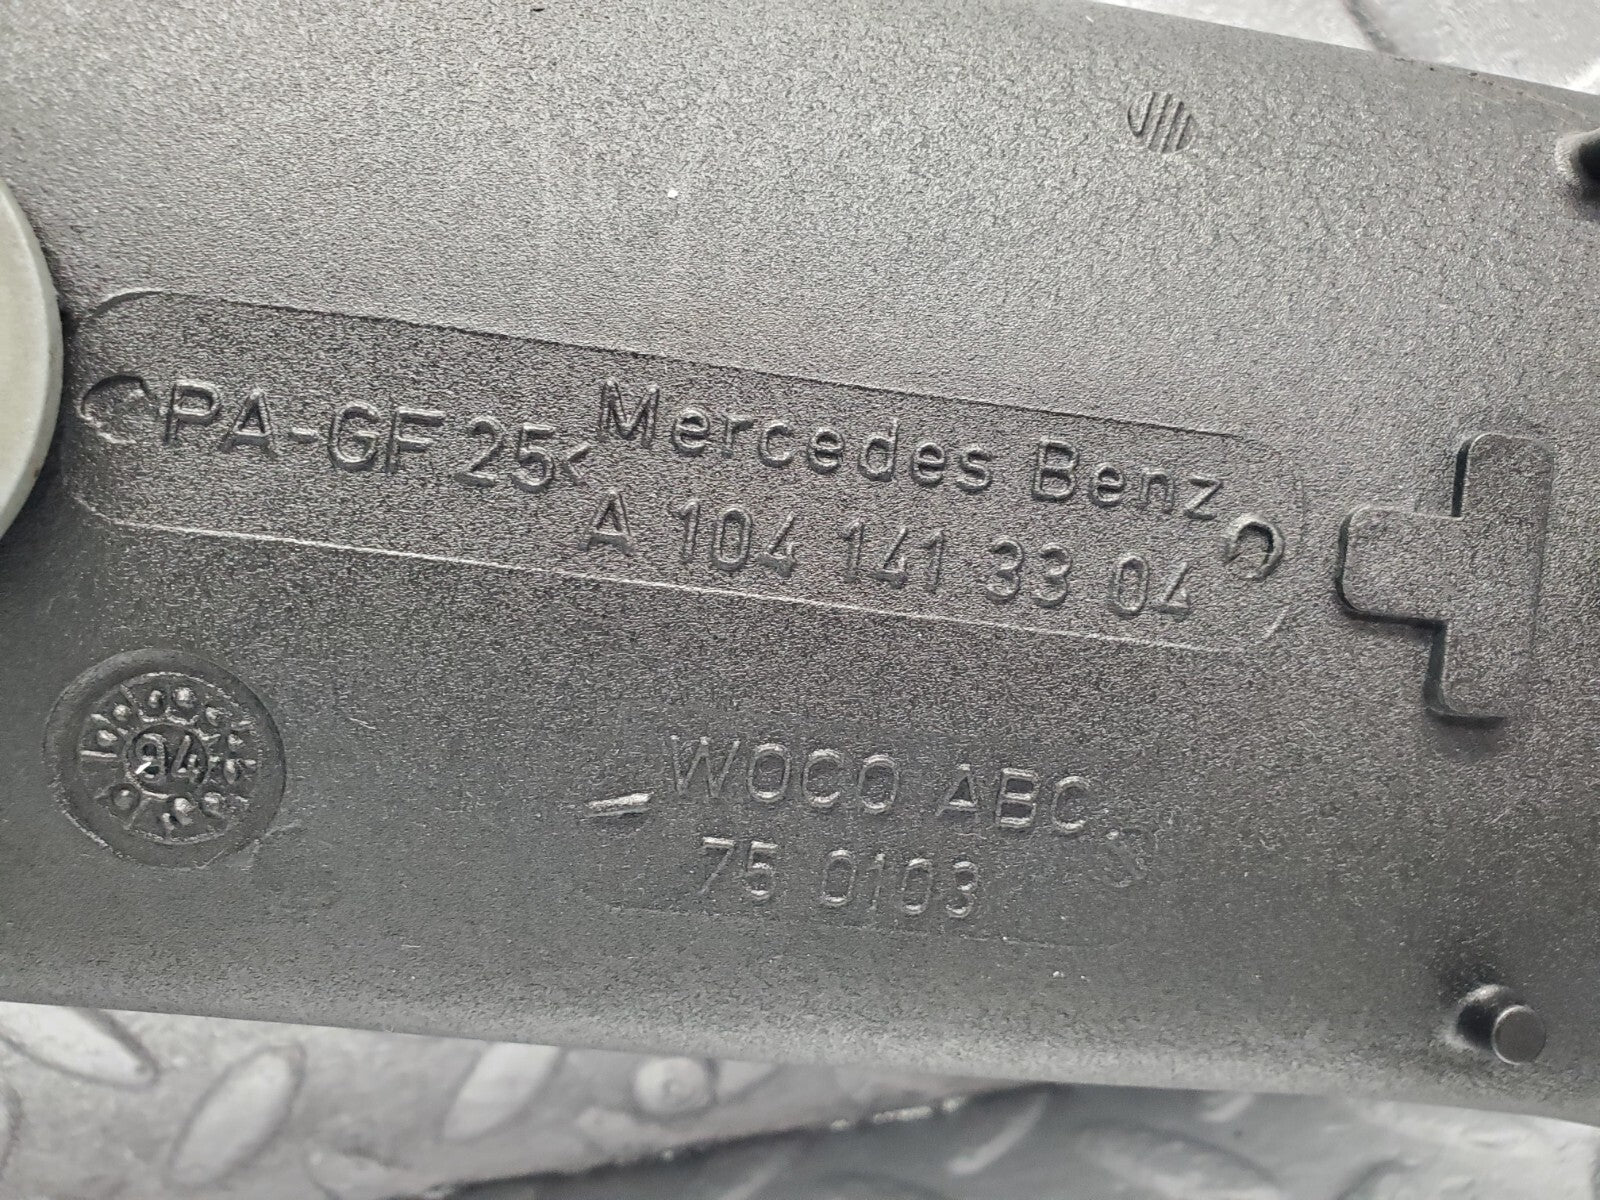 PA-GF 25<
Mercedes Benz
A 104 141 33 04
WOCO ABC
75 0103